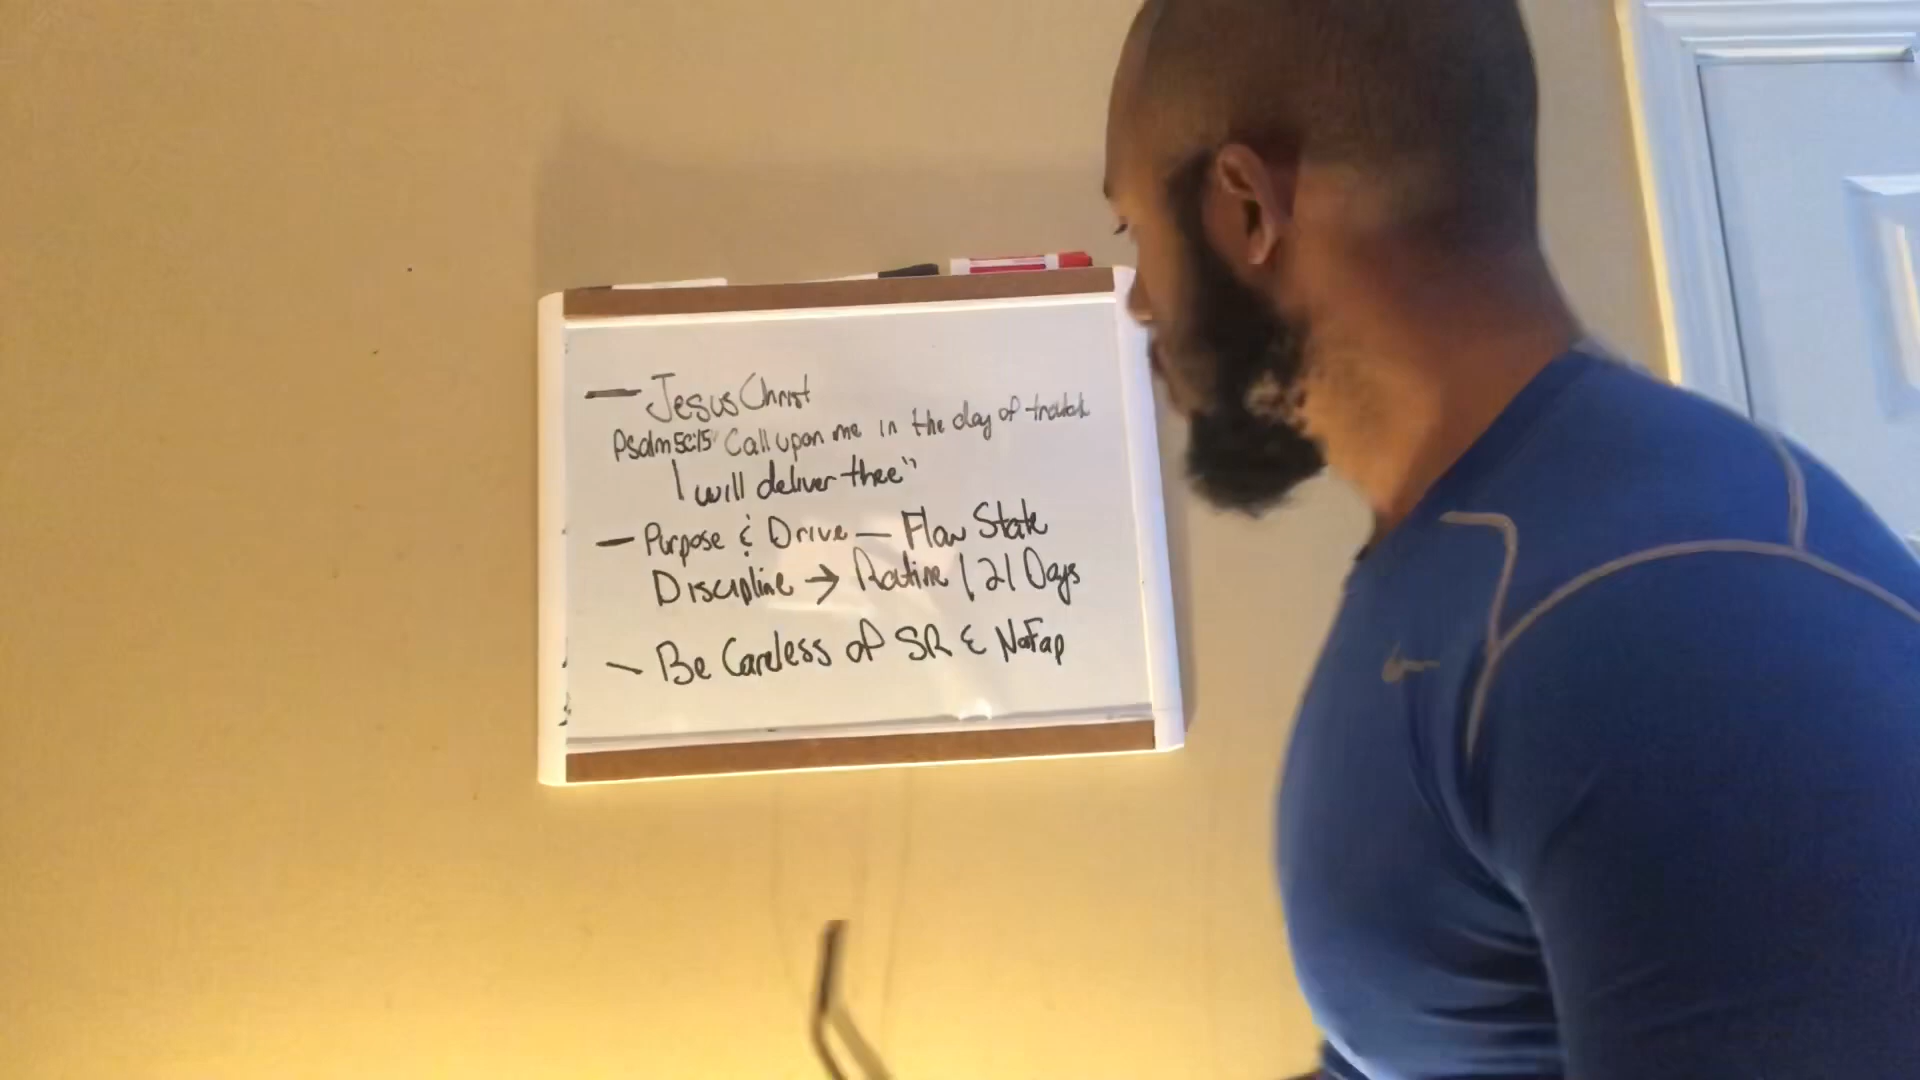 — Jesus Christ
Psalm 50:15 "Call upon me in the day of trouble
I will deliver thee"
— Purpose & Drive — Flow State
Discipline → Routine | 21 Days
— Be Careless of SR & NoFap